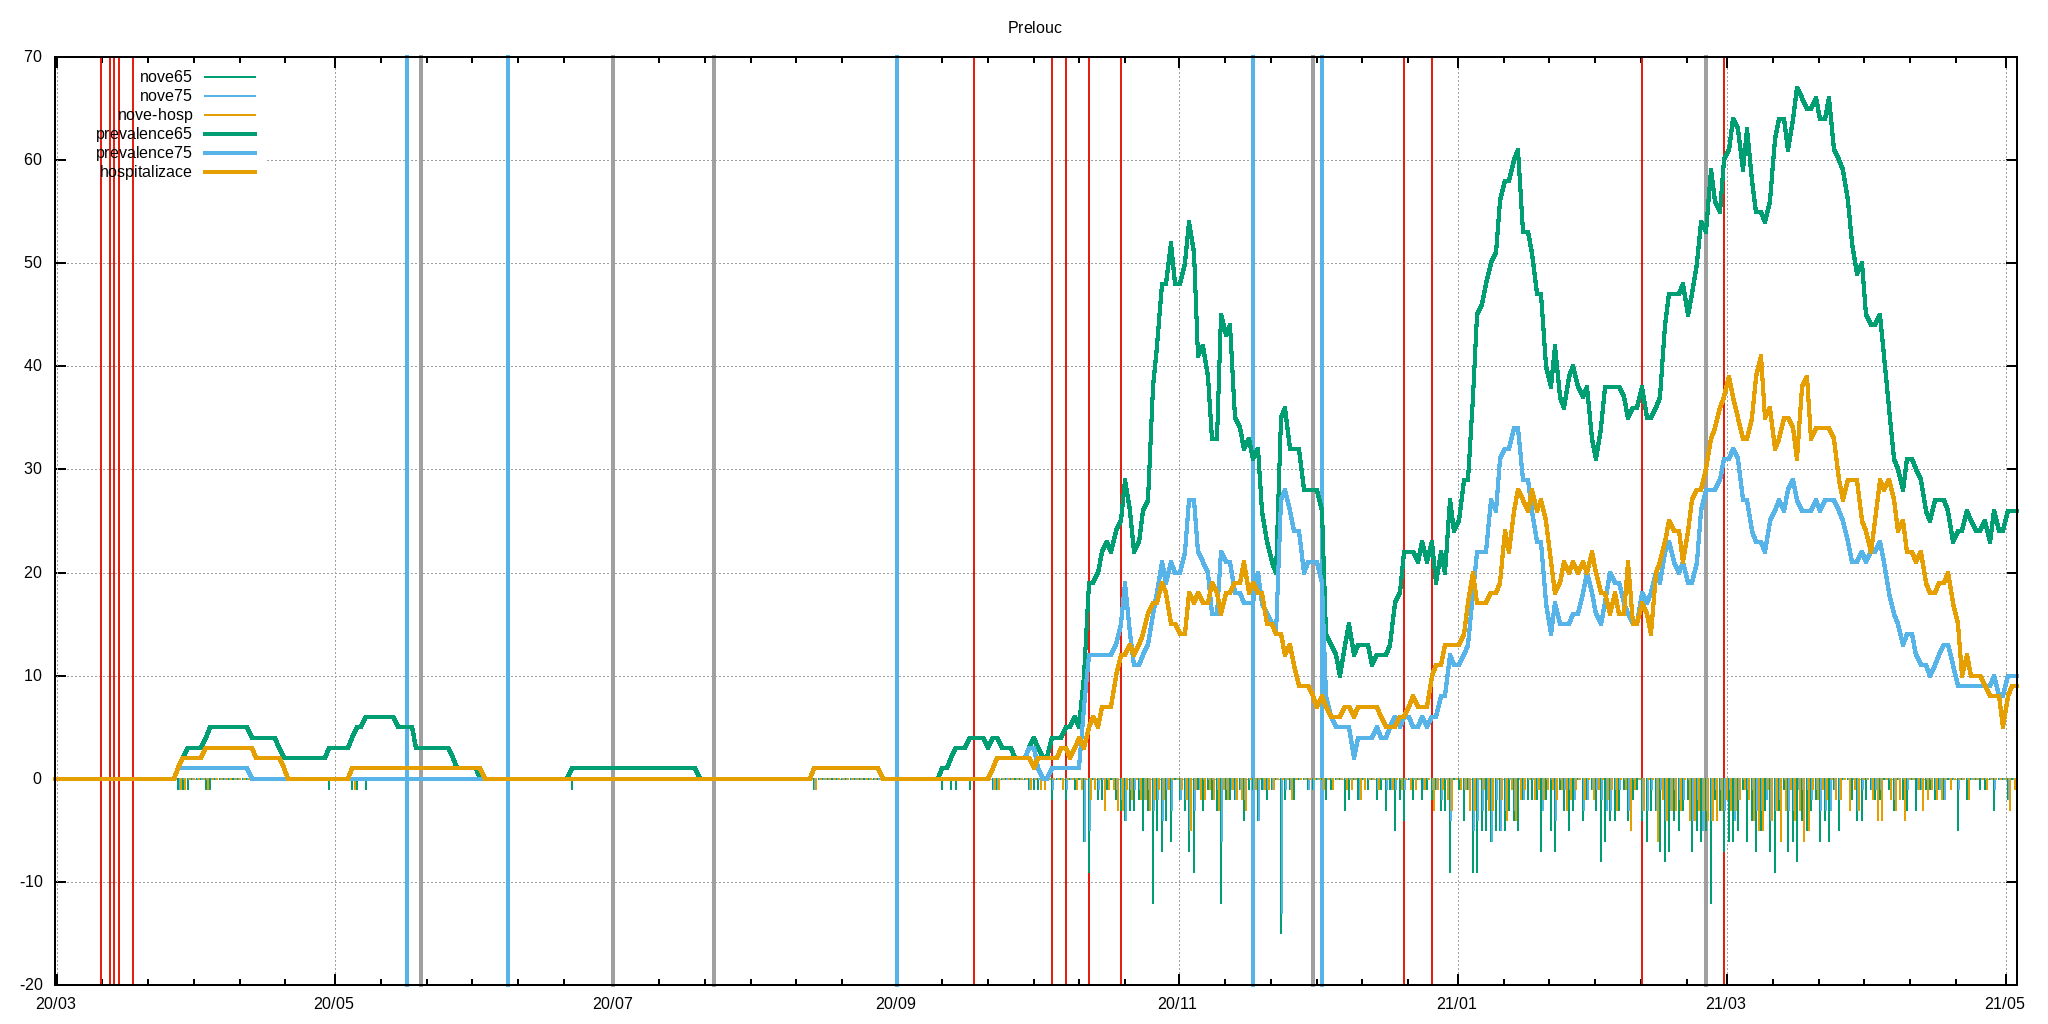 Prelouc
70
nove65
nove75
nove-hosp
prevalence65
prevalence75
hospitalizace
60
50
40
30
20
10
0
-10
-20
20/03 20/05 20/07 20/09 20/11 21/01 21/03 21/05